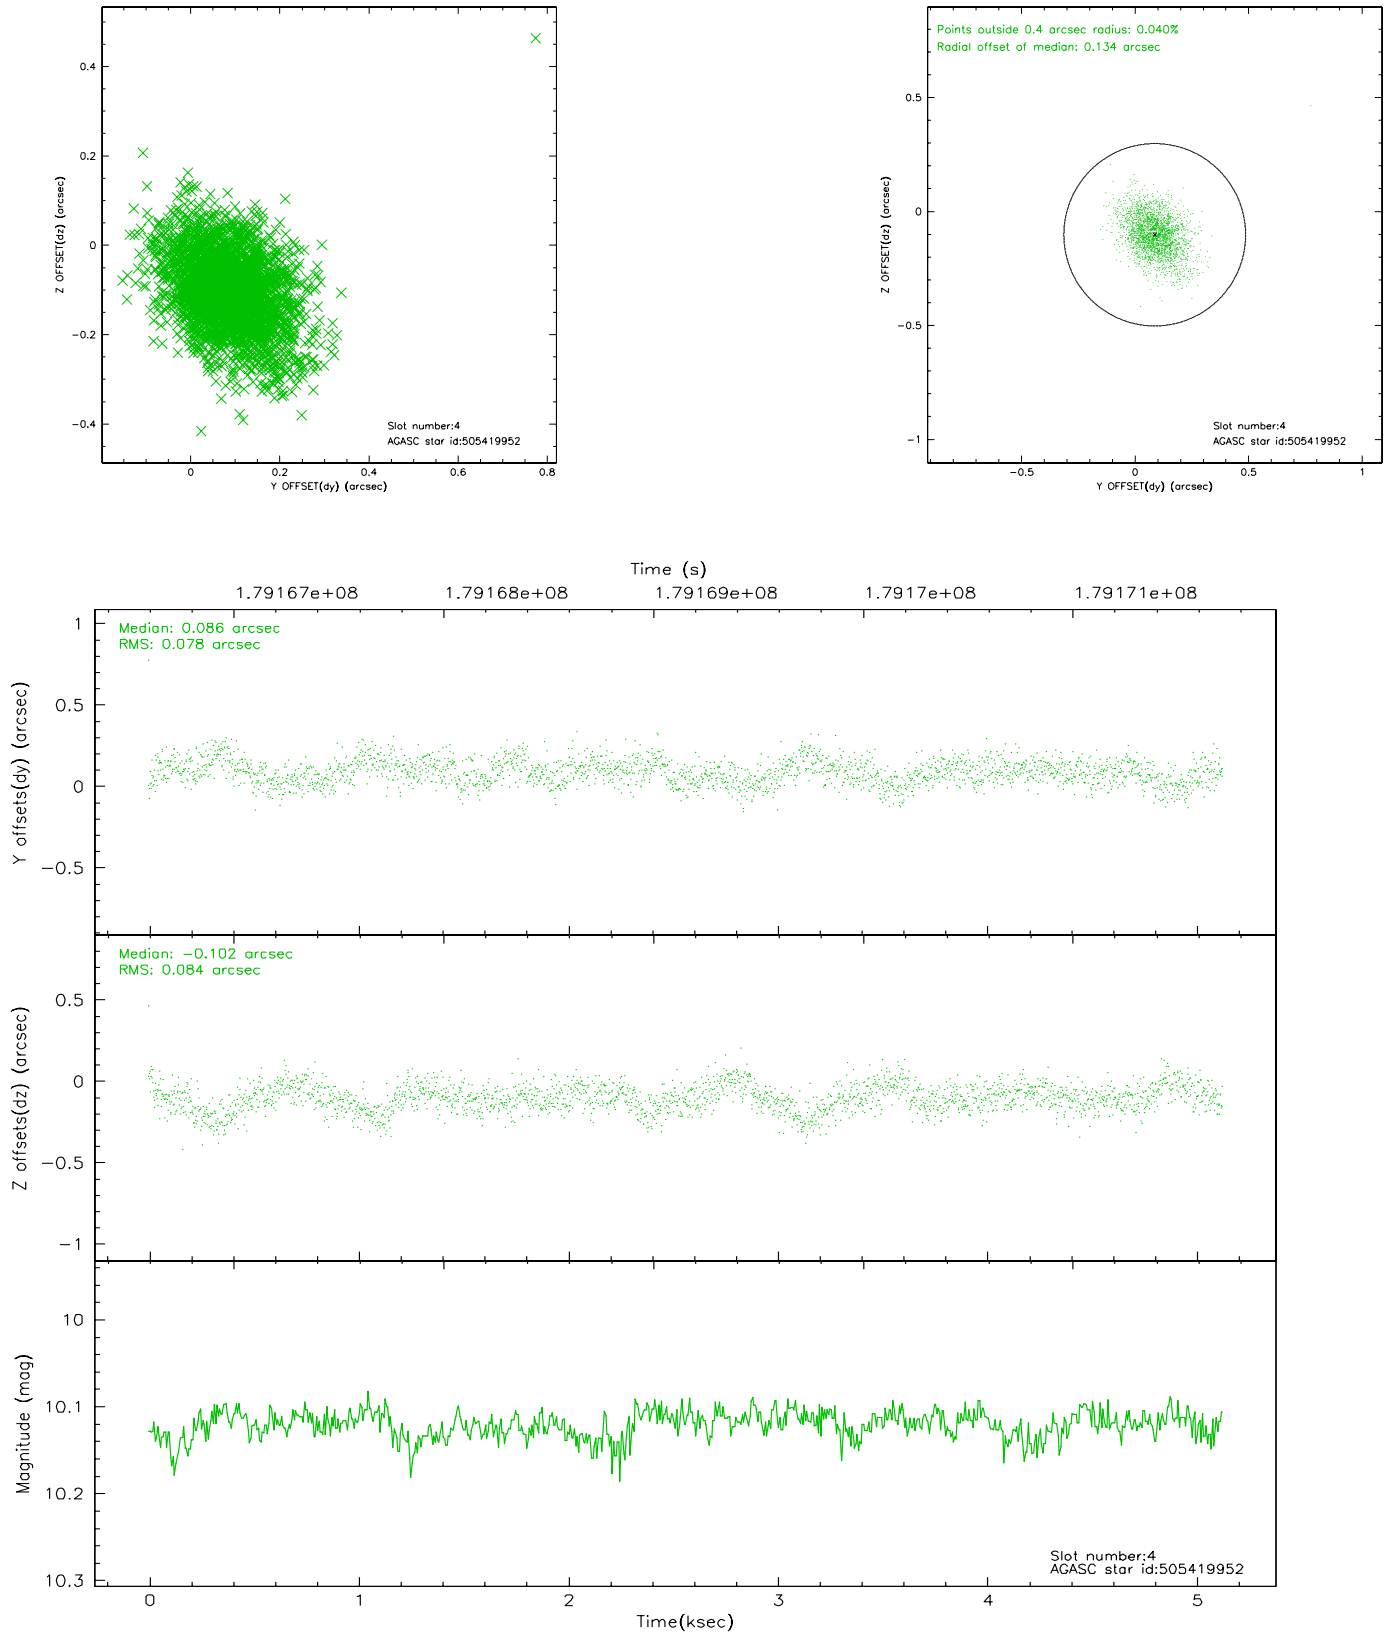 0.4
0.2
0
−0.2
−0.4
Z OFFSET(dz) (arcsec)
Slot number:4
AGASC star id:505419952
0 0.2 0.4 0.6 0.8
Y OFFSET(dy) (arcsec)
Points outside 0.4 arcsec radius: 0.040%
Radial offset of median: 0.134 arcsec
0.5
0
−0.5
−1
Z OFFSET(dz) (arcsec)
Slot number:4
AGASC star id:505419952
−0.5 0 0.5 1
Y OFFSET(dy) (arcsec)
Time (s)
1.79167e+08 1.79168e+08 1.79169e+08 1.7917e+08 1.79171e+08
Median: 0.086 arcsec
RMS: 0.078 arcsec
1
0.5
0
−0.5
Y offsets(dy) (arcsec)
Median: −0.102 arcsec
RMS: 0.084 arcsec
0.5
0
−0.5
−1
Z offsets(dz) (arcsec)
10
10.1
10.2
10.3
Magnitude (mag)
Slot number:4
AGASC star id:505419952
0 1 2 3 4 5
Time(ksec)